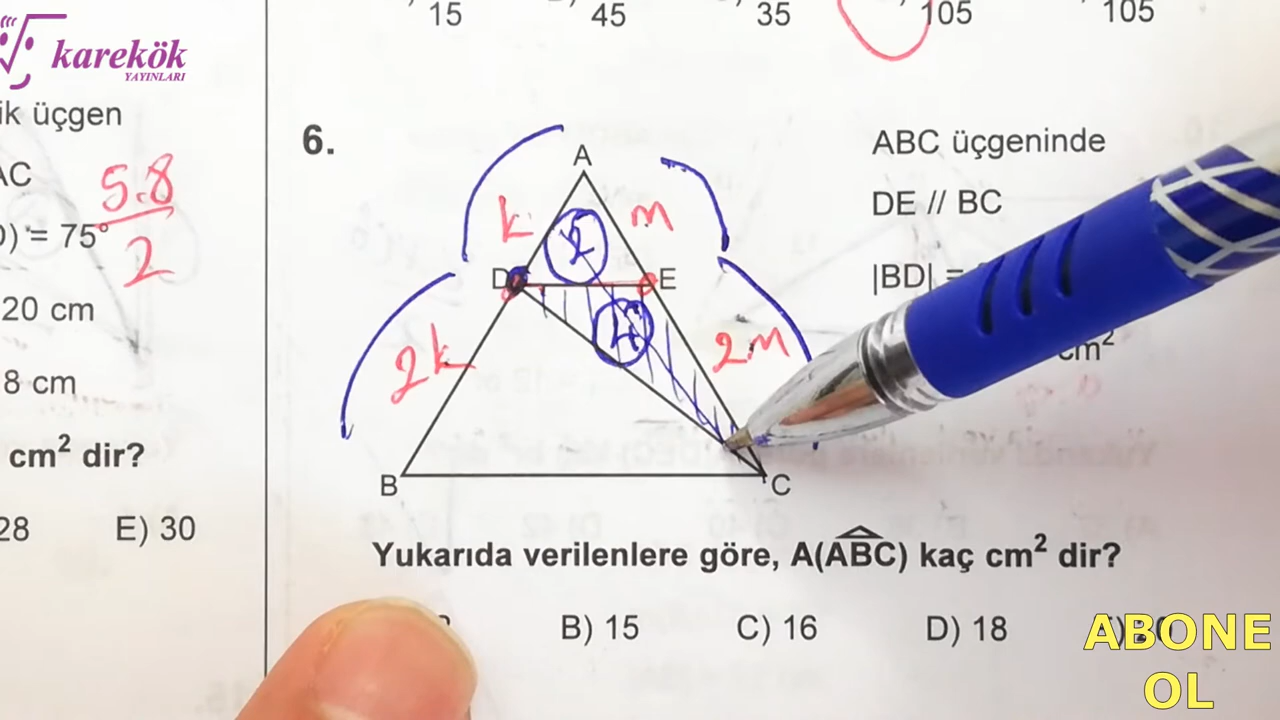 15 45 35 105 105
karekök
YAYINLARI
ik üçgen
AC
5.8
2
= 75°
20 cm
8 cm
cm² dir?
28 E) 30
6.
A
k m
2
D E
4
2k 2m
B C
ABC üçgeninde
DE // BC
|BD| =
cm²
Yukarıda verilenlere göre, A(ABC) kaç cm² dir?
B) 15 C) 16 D) 18
ABONE
OL